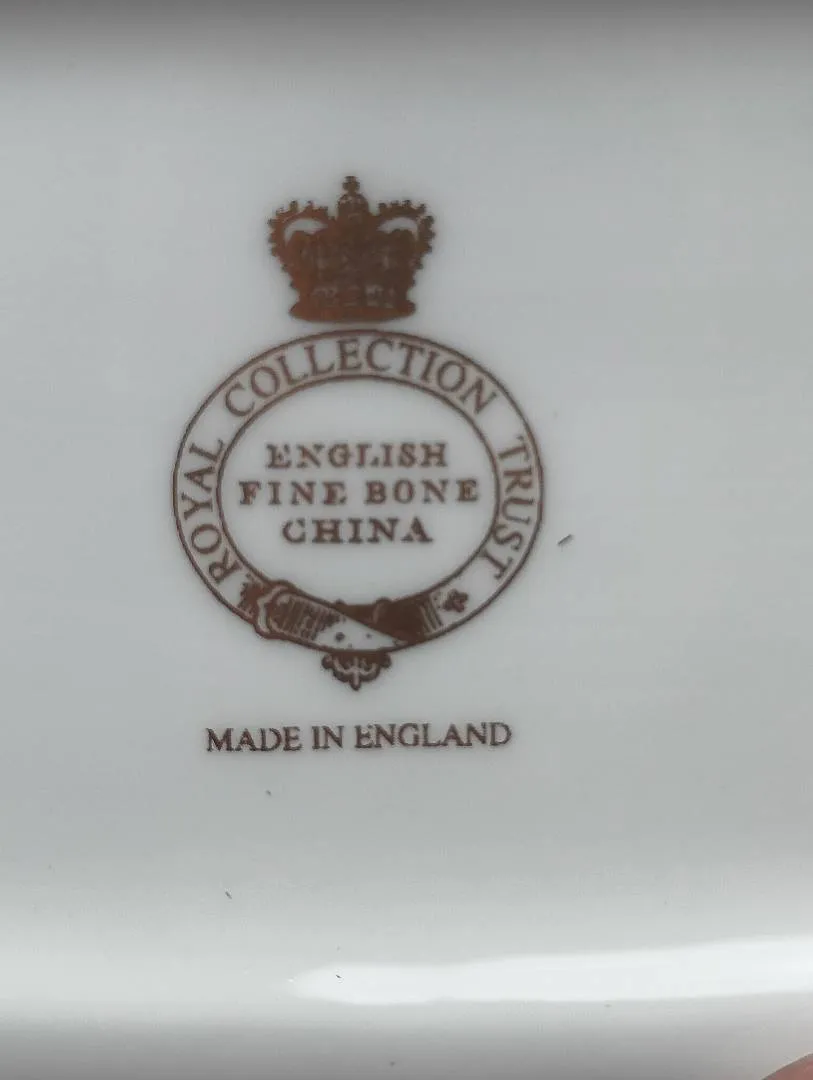 ROYAL COLLECTION TRUST
ENGLISH
FINE BONE
CHINA
MADE IN ENGLAND